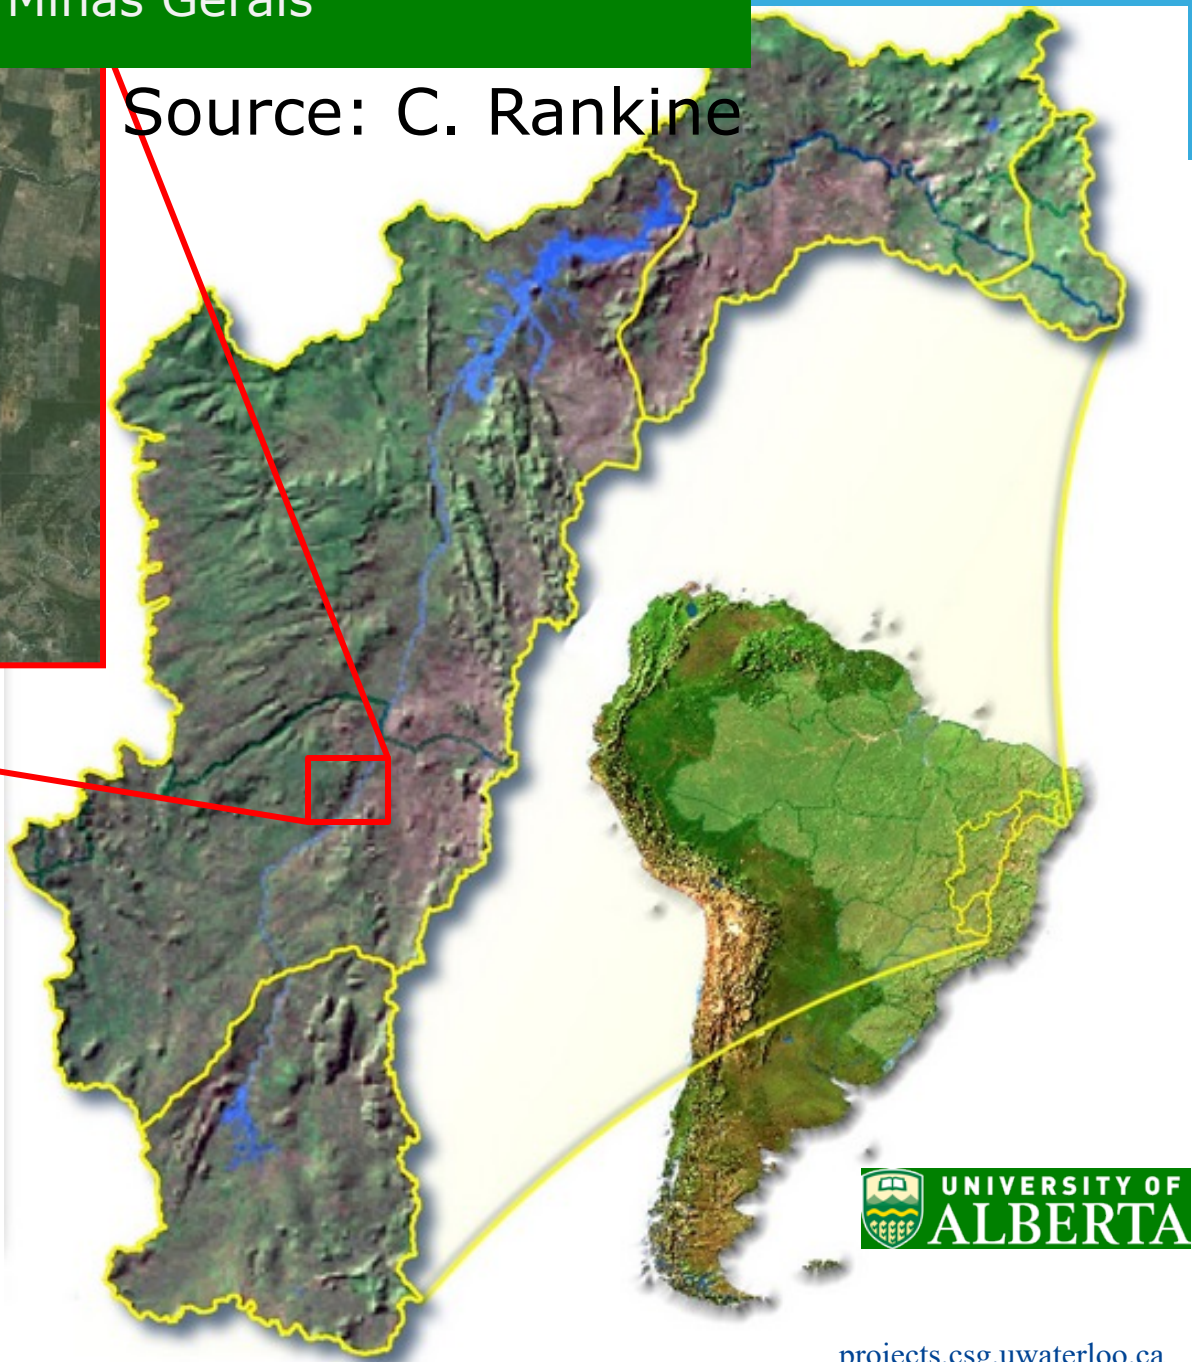 Minas Gerais
Source: C. Rankine
UNIVERSITY OF
ALBERTA
projects.csg.uwaterloo.ca